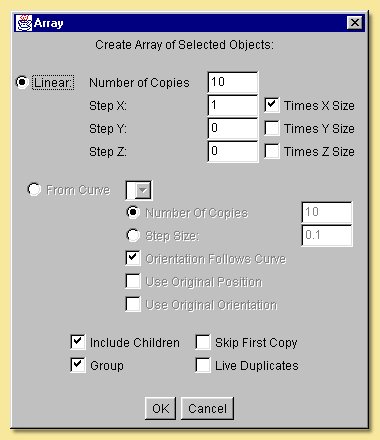 Array
Create Array of Selected Objects:
Linear: Number of Copies 10
Step X: 1 Times X Size
Step Y: 0 Times Y Size
Step Z: 0 Times Z Size
From Curve
Number Of Copies 10
Step Size: 0.1
Orientation Follows Curve
Use Original Position
Use Original Orientation
Include Children Skip First Copy
Group Live Duplicates
OK Cancel